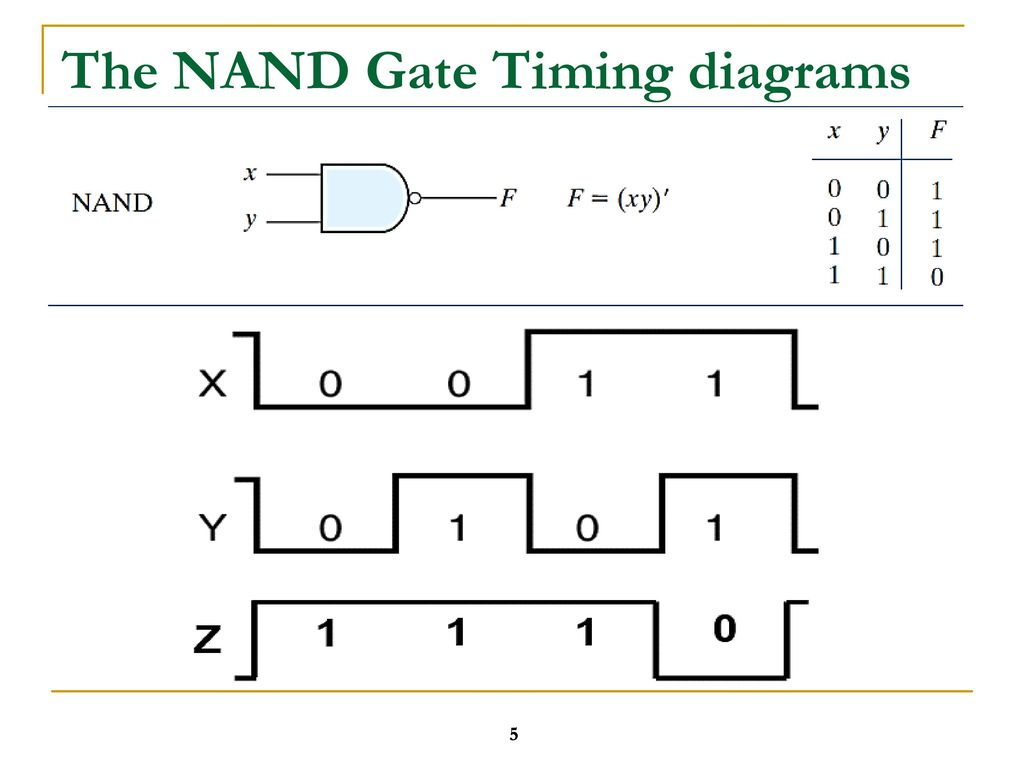 The NAND Gate Timing diagrams
x y F
NAND x y F F = (xy)′
0 0 1
0 1 1
1 0 1
1 1 0
X 0 0 1 1
Y 0 1 0 1
Z 1 1 1 0
5